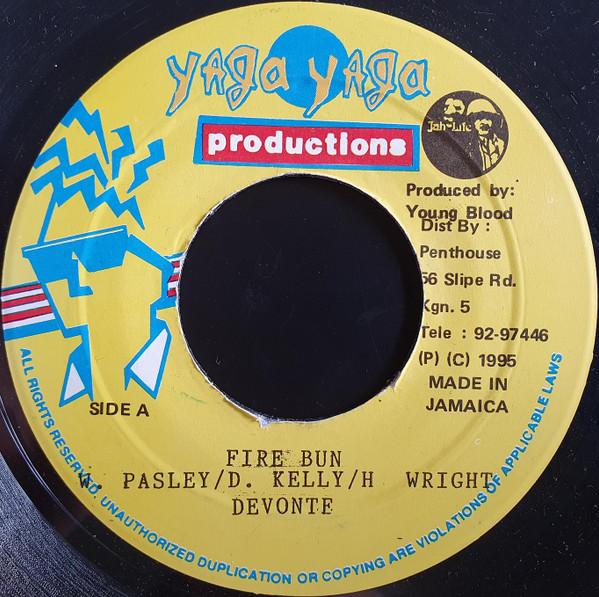 yaga yaga
productions
Jah Life
Produced by:
Young Blood
Dist By :
Penthouse
56 Slipe Rd.
Kgn. 5
Tele : 92-97446
(P) (C) 1995
MADE IN
JAMAICA
SIDE A
FIRE BUN
W. PASLEY/D. KELLY/H WRIGHT
DEVONTE
ALL RIGHTS RESERVED. UNAUTHORIZED DUPLICATION OR COPYING ARE VIOLATIONS OF APPLICABLE LAWS